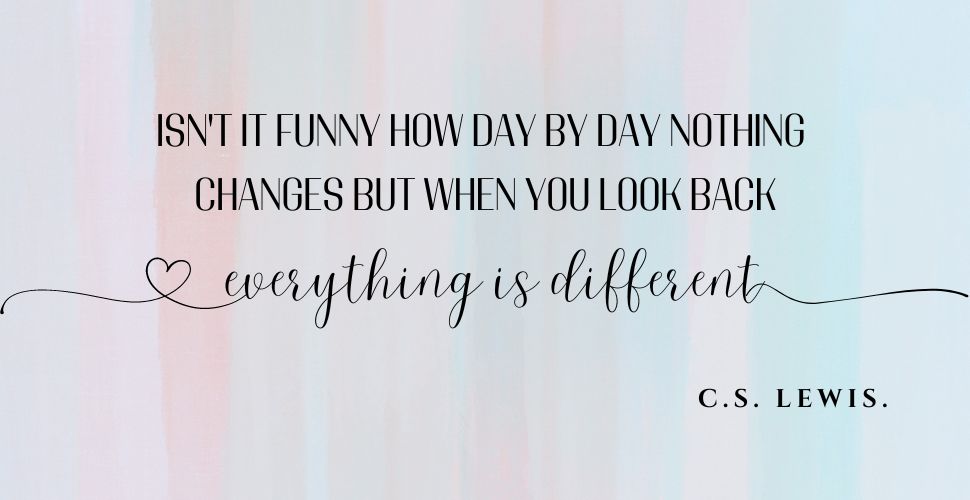 ISN'T IT FUNNY HOW DAY BY DAY NOTHING
CHANGES BUT WHEN YOU LOOK BACK
everything is different
C.S. LEWIS.